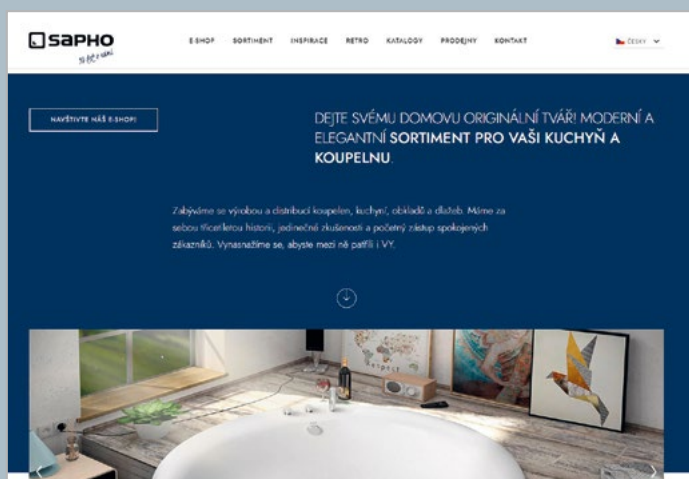 SAPHO
E-SHOP SORTIMENT INSPIRACE RETRO KATALOGY PRODEJNY KONTAKT
ČESKY
NAVŠTIVTE NÁŠ E-SHOP!
DEJTE SVÉMU DOMOVU ORIGINÁLNÍ TVÁŘ! MODERNÍ A
ELEGANTNÍ SORTIMENT PRO VAŠI KUCHYŇ A
KOUPELNU.
Zabýváme se výrobou a distribucí koupelen, kuchyní, obkladů a dlažeb. Máme za
sebou třicetiletou historii, jedinečné zkušenosti a početný zástup spokojených
zákazníků. Vynasnažíme se, abyste mezi ně patřili i VY.
Respect